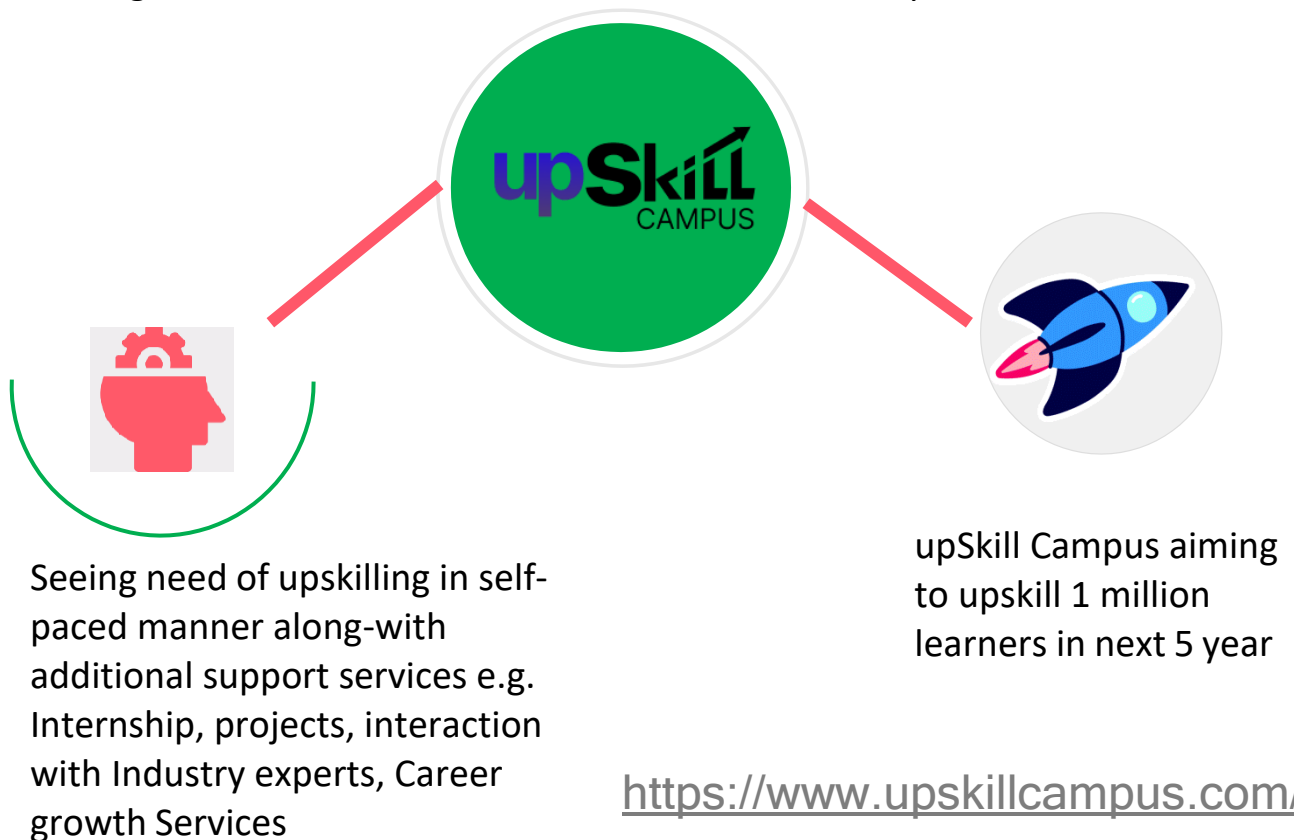 upSkill
CAMPUS
Seeing need of upskilling in self-
paced manner along-with
additional support services e.g.
Internship, projects, interaction
with Industry experts, Career
growth Services
upSkill Campus aiming
to upskill 1 million
learners in next 5 year
https://www.upskillcampus.com/